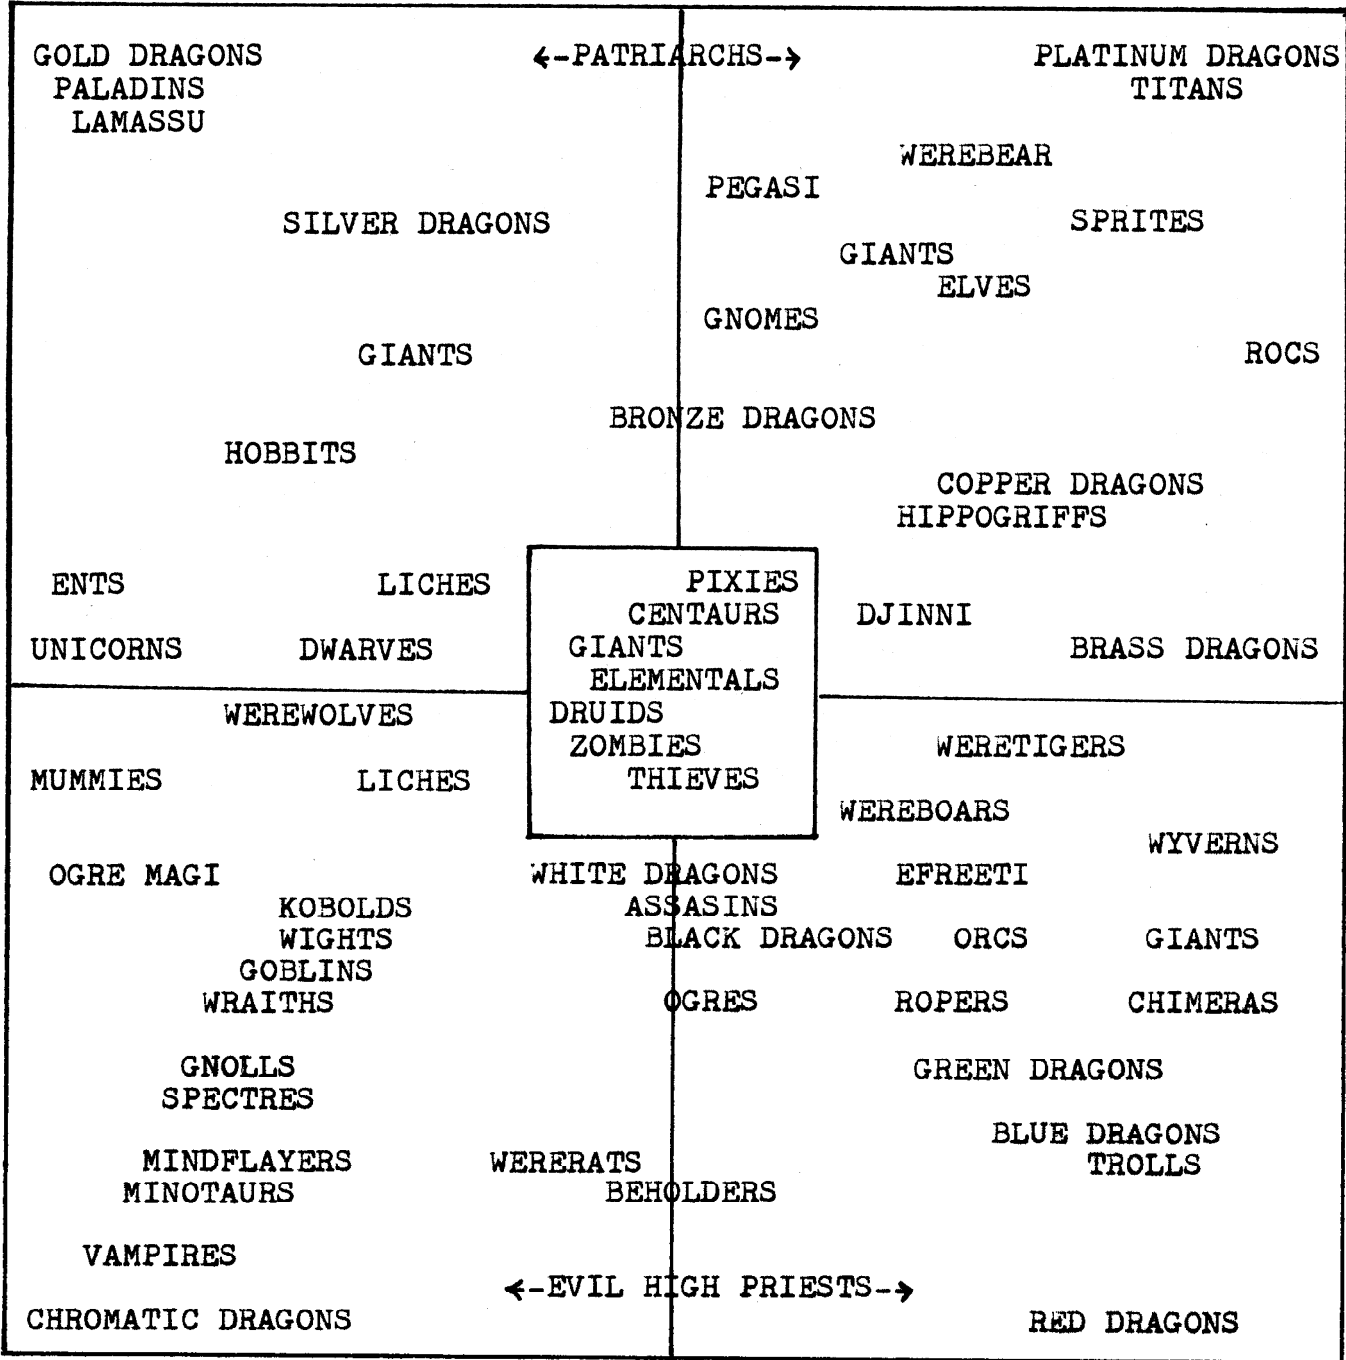 GOLD DRAGONS
PALADINS
LAMASSU
SILVER DRAGONS
GIANTS
HOBBITS
ENTS
LICHES
UNICORNS
DWARVES
←-PATRIARCHS-→
PLATINUM DRAGONS
TITANS
WEREBEAR
PEGASI
SPRITES
GIANTS
ELVES
GNOMES
ROCS
BRONZE DRAGONS
COPPER DRAGONS
HIPPOGRIFFS
DJINNI
BRASS DRAGONS
PIXIES
CENTAURS
GIANTS
ELEMENTALS
DRUIDS
ZOMBIES
THIEVES
WEREWOLVES
MUMMIES
LICHES
OGRE MAGI
KOBOLDS
WIGHTS
GOBLINS
WRAITHS
GNOLLS
SPECTRES
MINDFLAYERS
MINOTAURS
WERERATS
VAMPIRES
CHROMATIC DRAGONS
WHITE DRAGONS
ASSASINS
BLACK DRAGONS
OGRES
BEHOLDERS
←-EVIL HIGH PRIESTS-→
WERETIGERS
WEREBOARS
WYVERNS
EFREETI
ORCS
GIANTS
ROPERS
CHIMERAS
GREEN DRAGONS
BLUE DRAGONS
TROLLS
RED DRAGONS